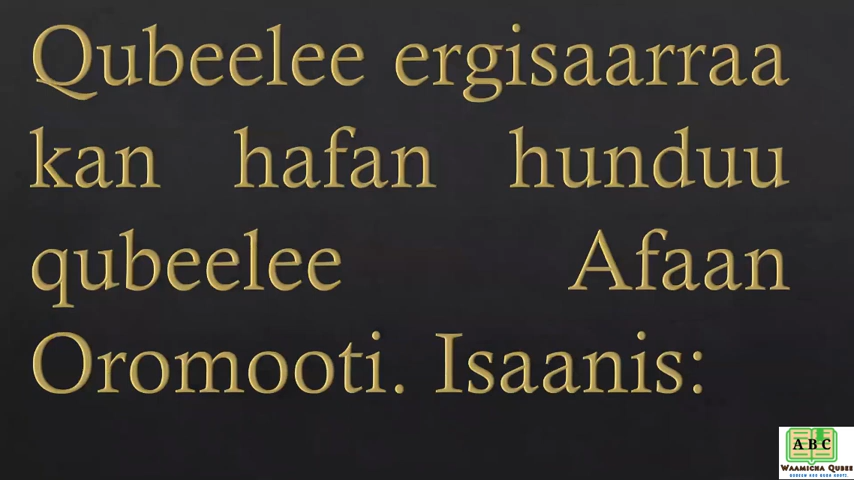 Qubeelee ergisaarraa
kan hafan hunduu
qubeelee Afaan
Oromooti. Isaanis:
ABC
WAAMICHA QUBEE